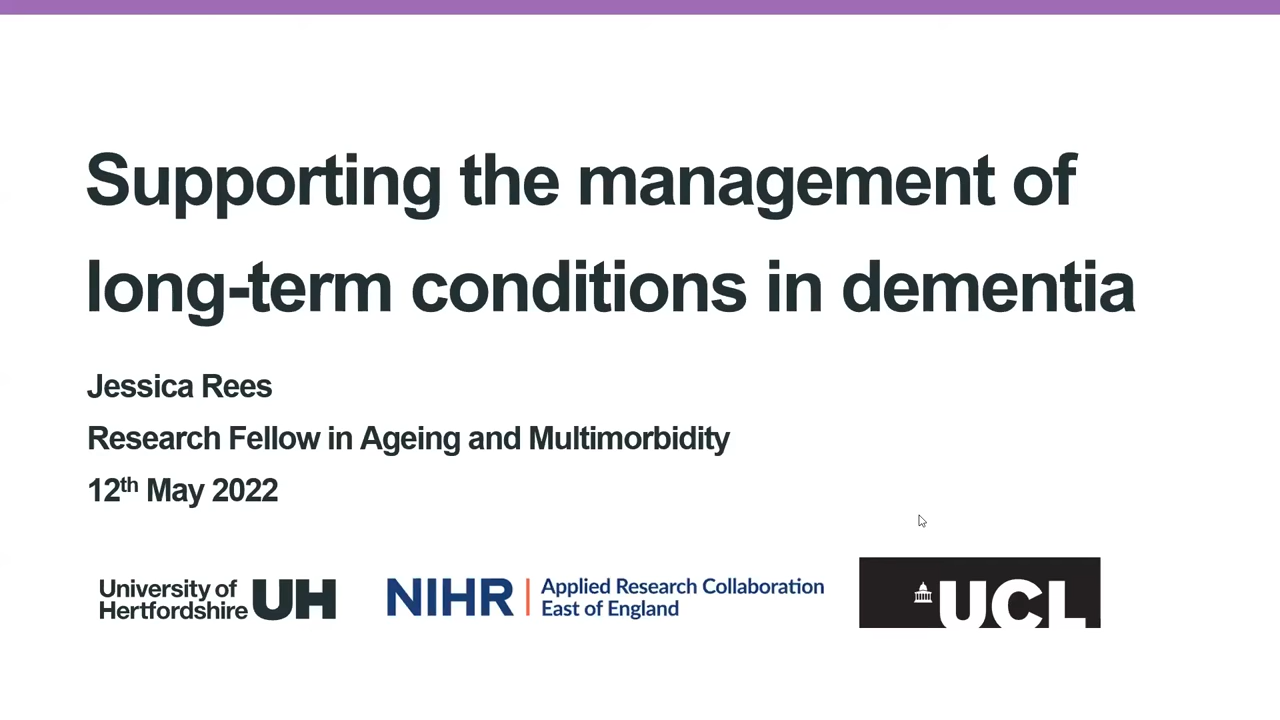 Supporting the management of
long-term conditions in dementia
Jessica Rees
Research Fellow in Ageing and Multimorbidity
12th May 2022
University of
Hertfordshire UH
NIHR | Applied Research Collaboration
East of England
UCL